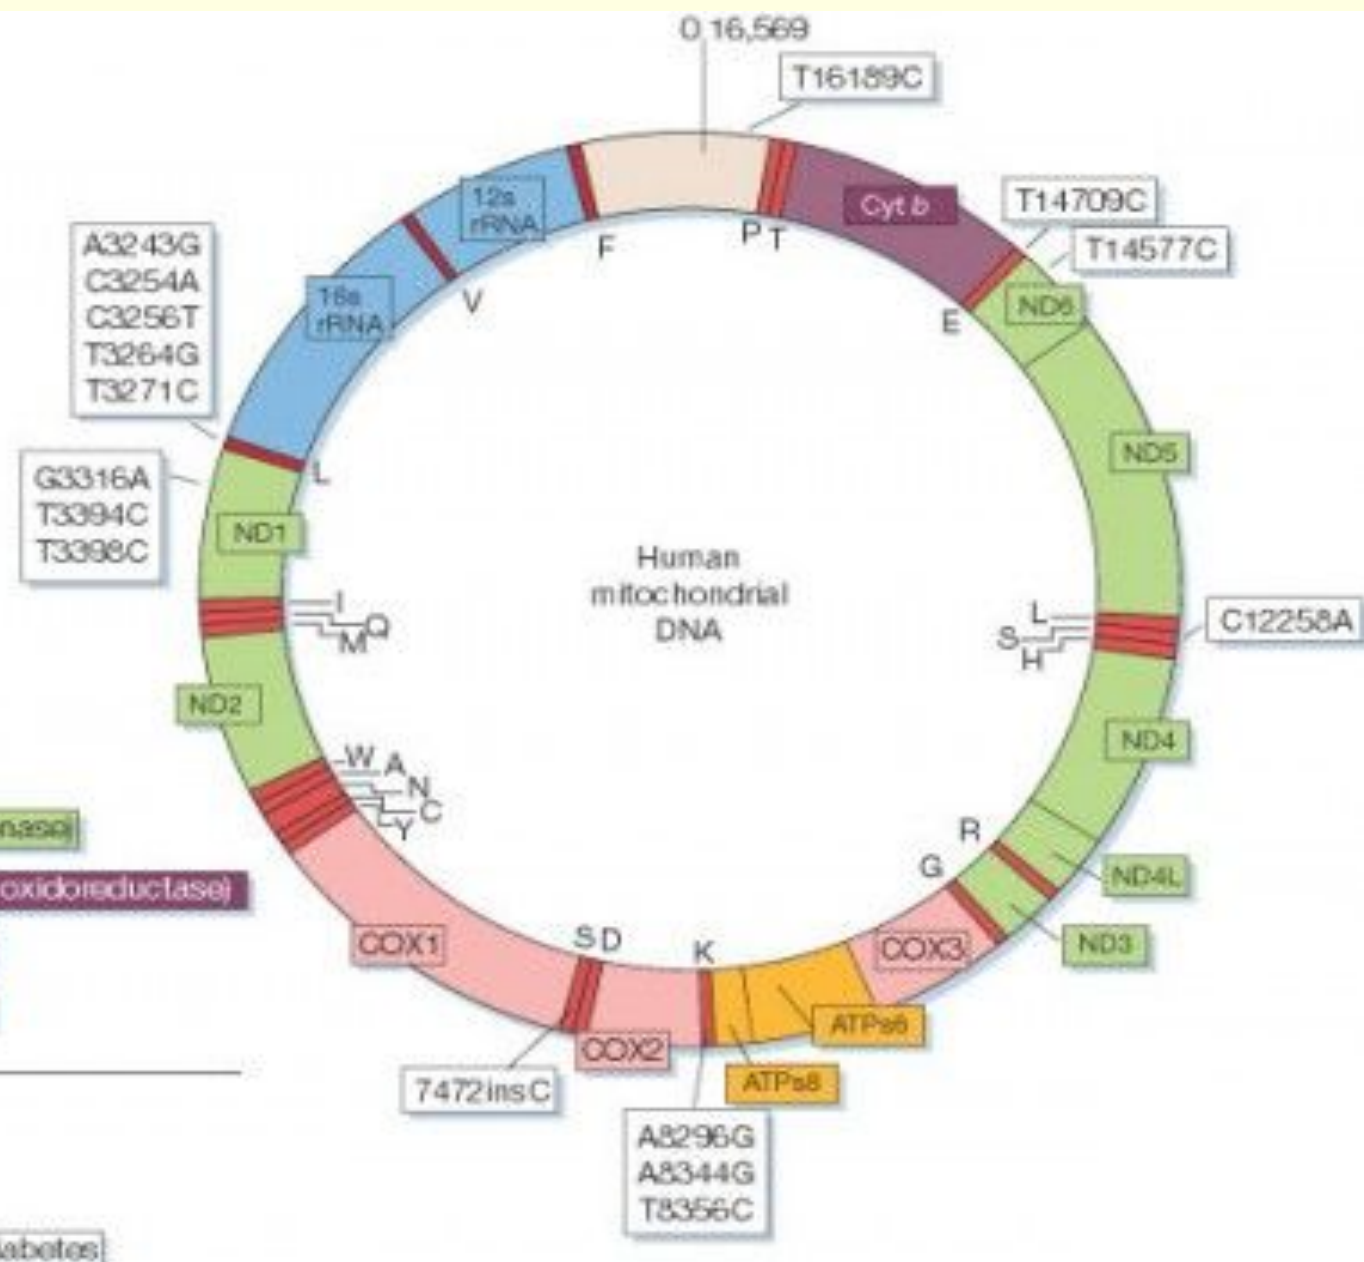 0 16,569
T16189C
12s
rRNA
Cyt b
T14709C
T14577C
F
P T
A3243G
C3254A
C3256T
T3264G
T3271C
16s
rRNA
V
E
ND6
G3316A
T3394C
T3398C
L
ND5
ND1
Human
mitochondrial
DNA
I
Q
M
L
S
H
C12258A
ND2
ND4
W
A
N
C
Y
nase)
R
G
ND4L
oxidoreductase)
COX1
S D
K
COX3
ND3
ATPs6
COX2
ATPs8
7472insC
A8296G
A8344G
T8356C
abetes